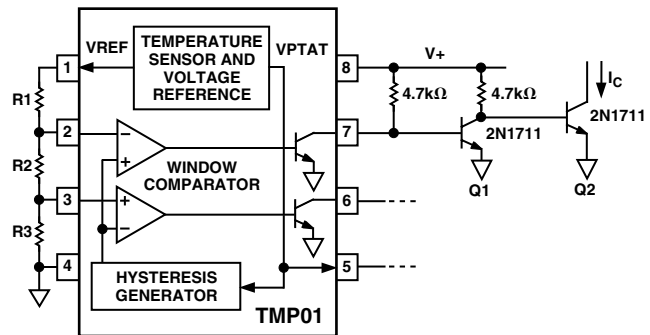 VREF
TEMPERATURE
SENSOR AND
VOLTAGE
REFERENCE
VPTAT
1
8
V+
R1
4.7kΩ
4.7kΩ
IC
2
7
2N1711
2N1711
R2
WINDOW
COMPARATOR
Q1
Q2
3
6
R3
4
5
HYSTERESIS
GENERATOR
TMP01
−
+
+
−